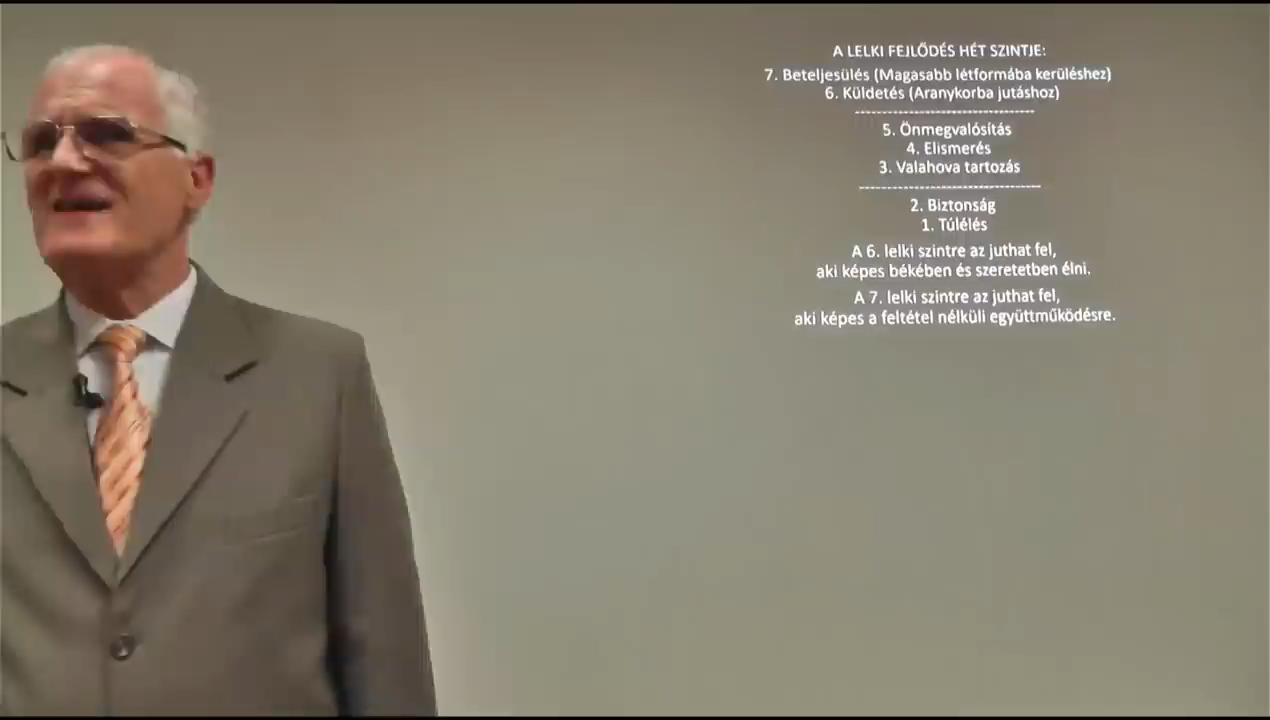 A LELKI FEJLŐDÉS HÉT SZINTJE:
7. Beteljesülés (Magasabb létformába kerüléshez)
6. Küldetés (Aranykorba jutáshoz)
------------------------------------
5. Önmegvalósítás
4. Elismerés
3. Valahova tartozás
------------------------------------
2. Biztonság
1. Túlélés
A 6. lelki szintre az juthat fel,
aki képes békében és szeretetben élni.
A 7. lelki szintre az juthat fel,
aki képes a feltétel nélküli együttműködésre.